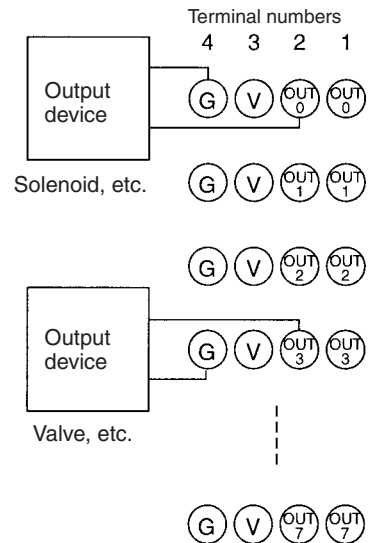 Terminal numbers
4 3 2 1
Output device
G V OUT 0 OUT 0
Solenoid, etc.
G V OUT 1 OUT 1
G V OUT 2 OUT 2
Output device
G V OUT 3 OUT 3
Valve, etc.
G V OUT 7 OUT 7